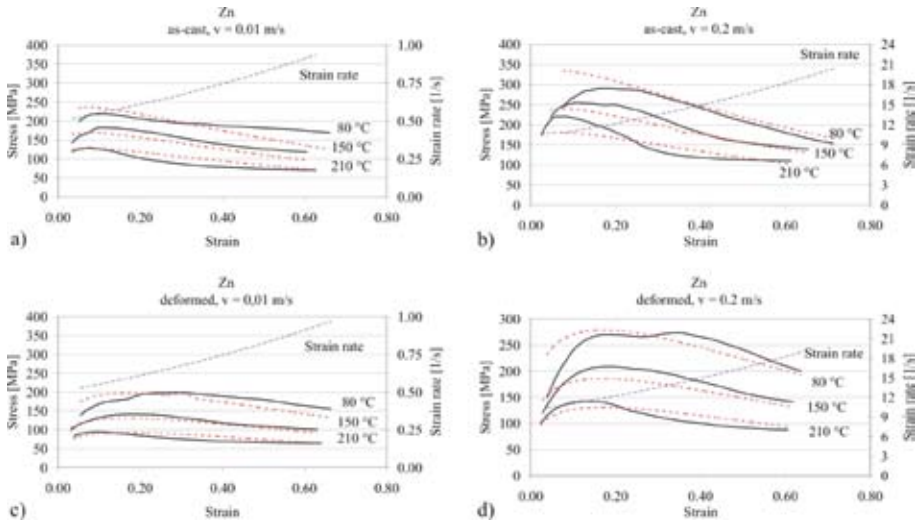 Zn
as-cast, v = 0.01 m/s
Stress [MPa]
400
350
300
250
200
150
100
50
0
1.00
0.75
0.50
0.25
0.00
Strain rate [1/s]
Strain rate
80 °C
150 °C
210 °C
0.00 0.20 0.40 0.60 0.80
Strain
a)
Zn
as-cast, v = 0.2 m/s
Stress [MPa]
400
350
300
250
200
150
100
50
0
24
21
18
15
12
9
6
3
0
Strain rate [1/s]
Strain rate
80 °C
150 °C
210 °C
0.00 0.20 0.40 0.60 0.80
Strain
b)
Zn
deformed, v = 0,01 m/s
Stress [MPa]
400
350
300
250
200
150
100
50
0
1.00
0.75
0.50
0.25
0.00
Strain rate [1/s]
Strain rate
80 °C
150 °C
210 °C
0.00 0.20 0.40 0.60 0.80
Strain
c)
Zn
deformed, v = 0.2 m/s
Stress [MPa]
300
250
200
150
100
50
0
24
21
18
15
12
9
6
3
0
Strain rate [1/s]
Strain rate
80 °C
150 °C
210 °C
0.00 0.20 0.40 0.60 0.80
Strain
d)